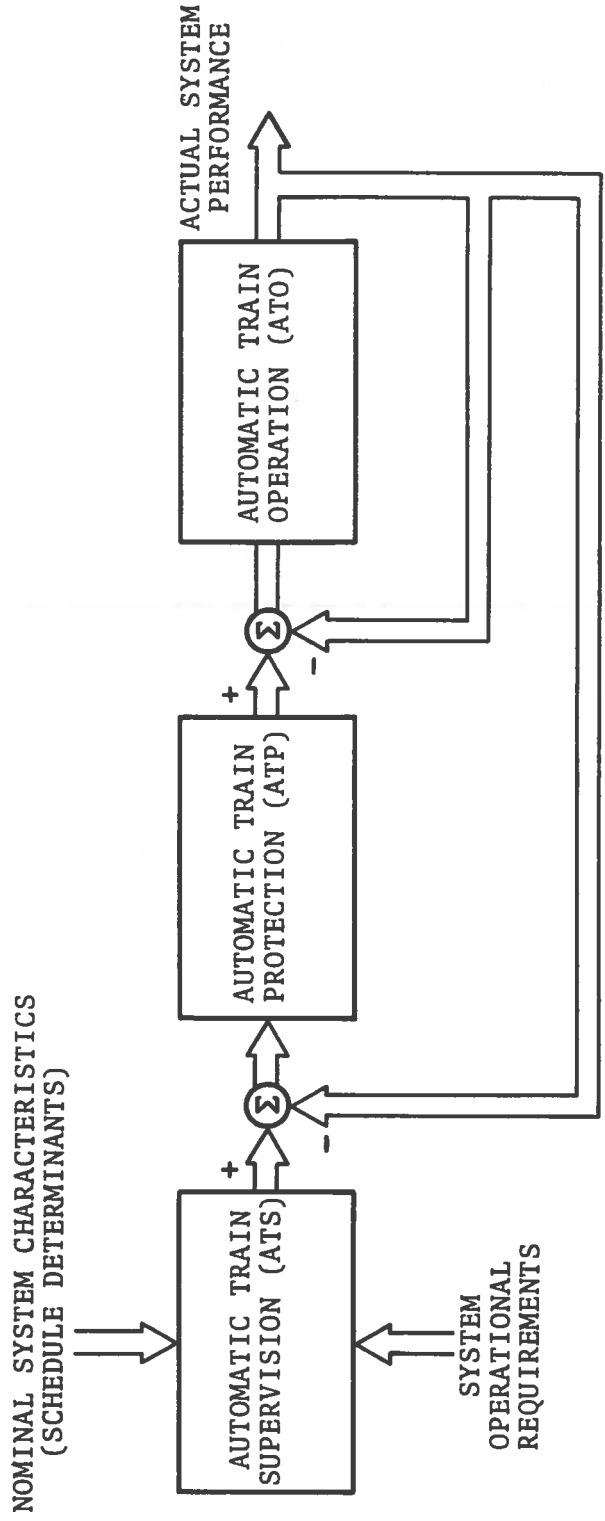 NOMINAL SYSTEM CHARACTERISTICS
(SCHEDULE DETERMINANTS)
AUTOMATIC TRAIN
SUPERVISION (ATS)
SYSTEM
OPERATIONAL
REQUIREMENTS
+
Σ
-
AUTOMATIC TRAIN
PROTECTION (ATP)
+
Σ
-
AUTOMATIC TRAIN
OPERATION (ATO)
ACTUAL SYSTEM
PERFORMANCE